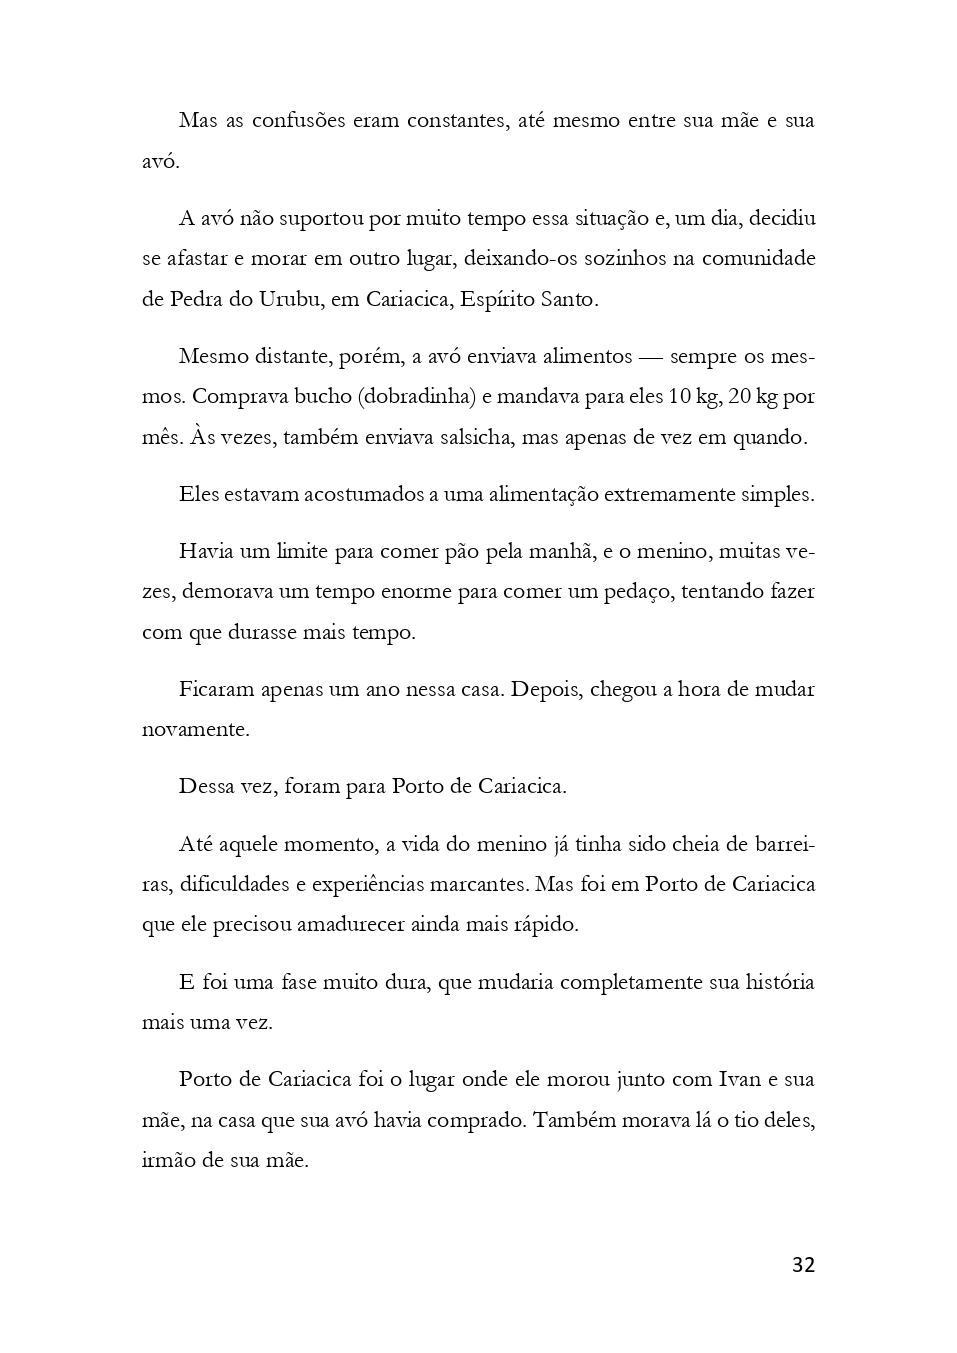 Mas as confusões eram constantes, até mesmo entre sua mãe e sua
avó.
A avó não suportou por muito tempo essa situação e, um dia, decidiu
se afastar e morar em outro lugar, deixando-os sozinhos na comunidade
de Pedra do Urubu, em Cariacica, Espírito Santo.
Mesmo distante, porém, a avó enviava alimentos — sempre os mes-
mos. Comprava bucho (dobradinha) e mandava para eles 10 kg, 20 kg por
mês. Às vezes, também enviava salsicha, mas apenas de vez em quando.
Eles estavam acostumados a uma alimentação extremamente simples.
Havia um limite para comer pão pela manhã, e o menino, muitas ve-
zes, demorava um tempo enorme para comer um pedaço, tentando fazer
com que durasse mais tempo.
Ficaram apenas um ano nessa casa. Depois, chegou a hora de mudar
novamente.
Dessa vez, foram para Porto de Cariacica.
Até aquele momento, a vida do menino já tinha sido cheia de barrei-
ras, dificuldades e experiências marcantes. Mas foi em Porto de Cariacica
que ele precisou amadurecer ainda mais rápido.
E foi uma fase muito dura, que mudaria completamente sua história
mais uma vez.
Porto de Cariacica foi o lugar onde ele morou junto com Ivan e sua
mãe, na casa que sua avó havia comprado. Também morava lá o tio deles,
irmão de sua mãe.
32